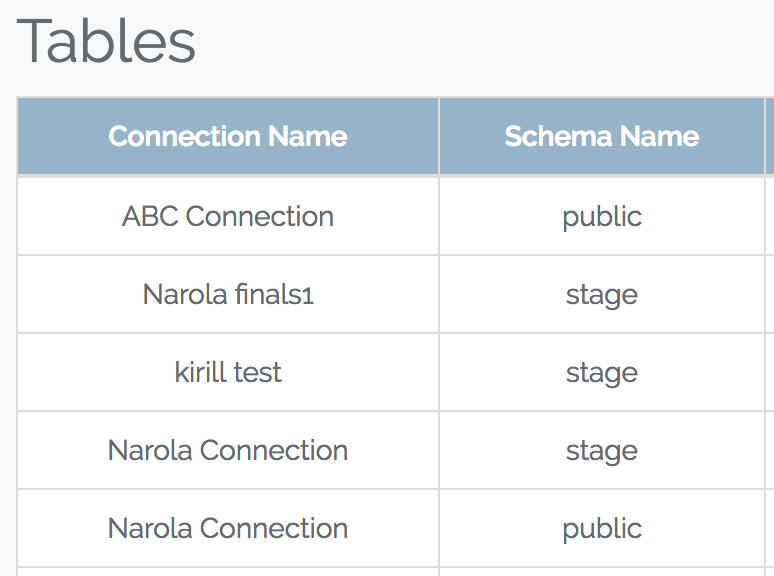 Tables
Connection Name Schema Name
ABC Connection public
Narola finals1 stage
kirill test stage
Narola Connection stage
Narola Connection public